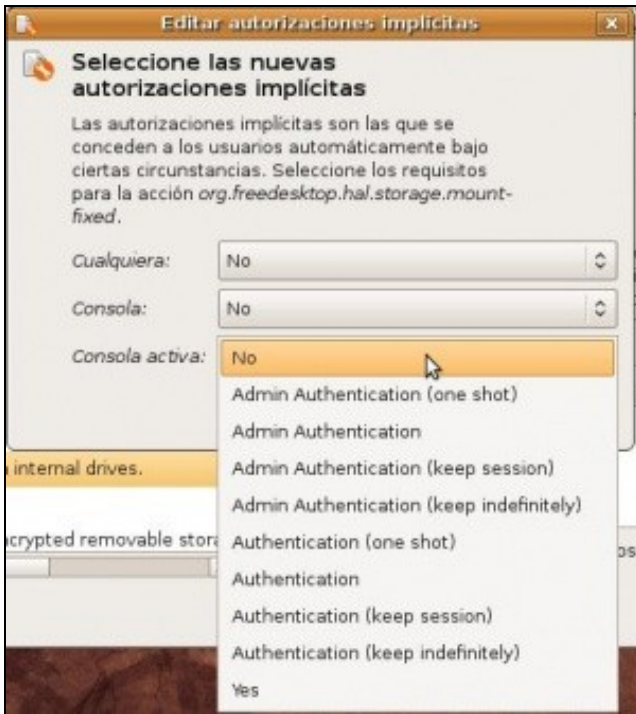 Editar autorizaciones implícitas
Seleccione las nuevas
autorizaciones implícitas
Las autorizaciones implícitas son las que se
conceden a los usuarios automáticamente bajo
ciertas circunstancias. Seleccione los requisitos
para la acción org.freedesktop.hal.storage.mount-
fixed.
Cualquiera: No
Consola: No
Consola activa: No
Admin Authentication (one shot)
Admin Authentication
Admin Authentication (keep session)
internal drives.
Admin Authentication (keep indefinitely)
Authentication (one shot)
removable
Authentication
Authentication (keep session)
Authentication (keep indefinitely)
Yes